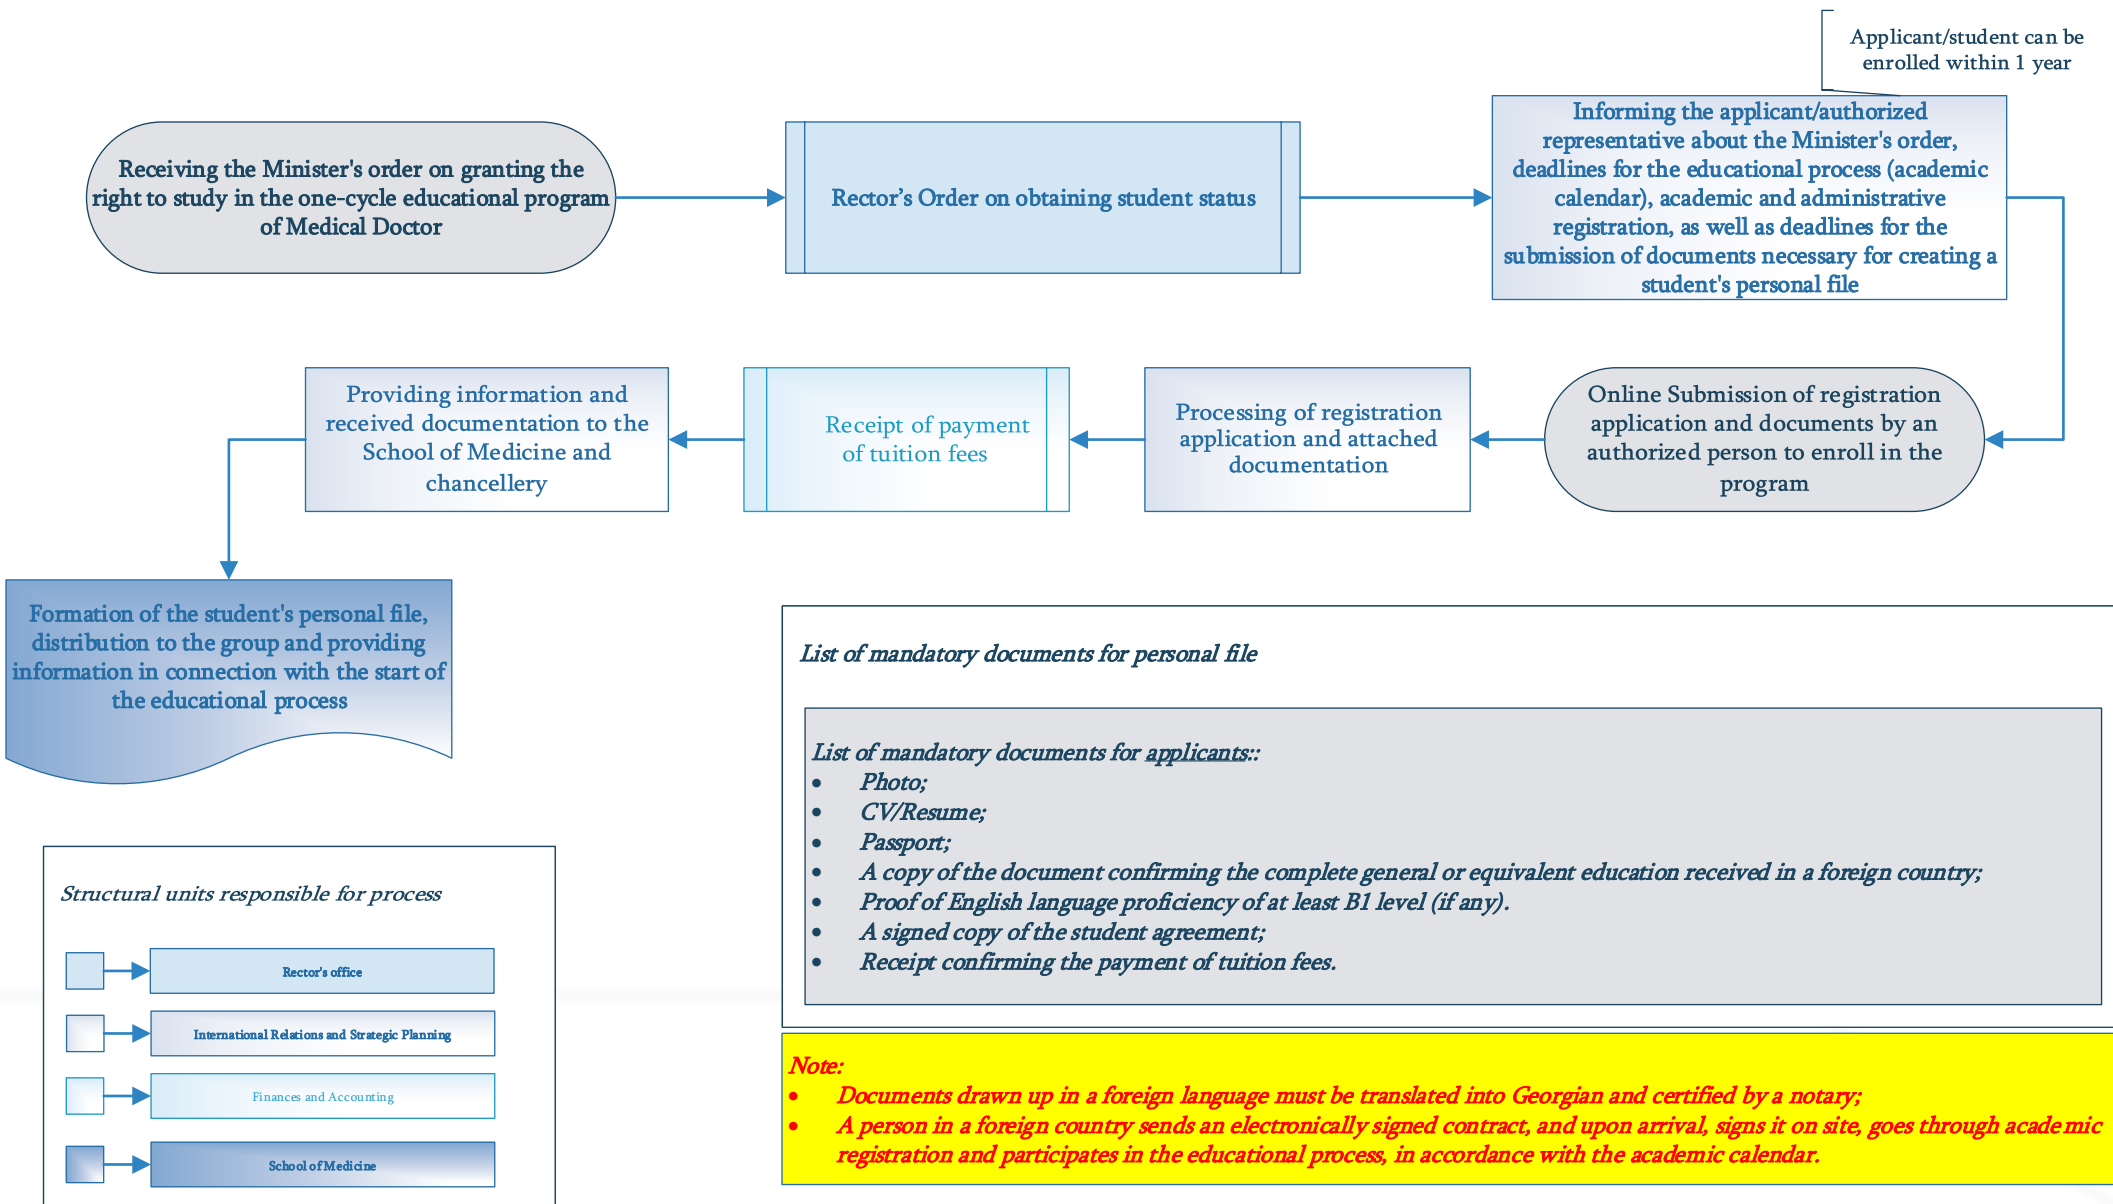 Applicant/student can be
enrolled within 1 year
Receiving the Minister's order on granting the
right to study in the one-cycle educational program
of Medical Doctor
Rector’s Order on obtaining student status
Informing the applicant/authorized
representative about the Minister's order,
deadlines for the educational process (academic
calendar), academic and administrative
registration, as well as deadlines for the
submission of documents necessary for creating a
student's personal file
Online Submission of registration
application and documents by an
authorized person to enroll in the
program
Processing of registration
application and attached
documentation
Receipt of payment
of tuition fees
Providing information and
received documentation to the
School of Medicine and
chancellery
Formation of the student's personal file,
distribution to the group and providing
information in connection with the start of
the educational process
List of mandatory documents for personal file
List of mandatory documents for applicants::
• Photo;
• CV/Resume;
• Passport;
• A copy of the document confirming the complete general or equivalent education received in a foreign country;
• Proof of English language proficiency of at least B1 level (if any).
• A signed copy of the student agreement;
• Receipt confirming the payment of tuition fees.
Note:
• Documents drawn up in a foreign language must be translated into Georgian and certified by a notary;
• A person in a foreign country sends an electronically signed contract, and upon arrival, signs it on site, goes through academic
registration and participates in the educational process, in accordance with the academic calendar.
Structural units responsible for process
Rector's office
International Relations and Strategic Planning
Finances and Accounting
School of Medicine